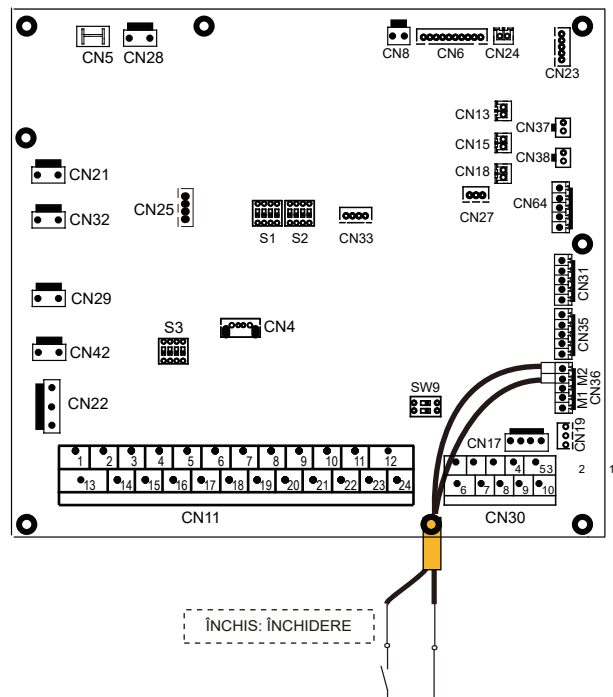 CN5 CN28 CN8 CN6 CN24 CN23
CN13 CN37
CN15 CN38
CN18
CN21
CN32 CN25 S1 S2 CN33 CN27 CN64
CN31
CN29
CN4
S3
CN35
CN42
M1 M2
CN36
SW9
CN22
CN17
CN19
1 2 3 4 5 6 7 8 9 10 11 12
13 14 15 16 17 18 19 20 21 22 23 24
CN11
4 53 2 1
6 7 8 9 10
CN30
ÎNCHIS: ÎNCHIDERE